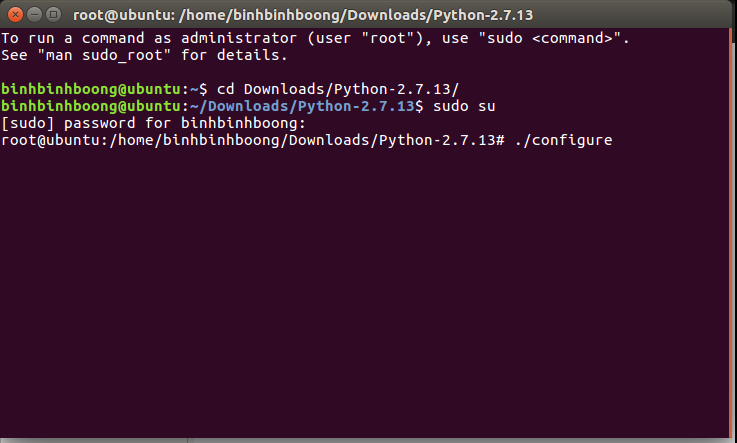 root@ubuntu: /home/binhbinhboong/Downloads/Python-2.7.13
To run a command as administrator (user "root"), use "sudo <command>".
See "man sudo_root" for details.
binhbinhboong@ubuntu:~$ cd Downloads/Python-2.7.13/
binhbinhboong@ubuntu:~/Downloads/Python-2.7.13$ sudo su
[sudo] password for binhbinhboong:
root@ubuntu:/home/binhbinhboong/Downloads/Python-2.7.13# ./configure